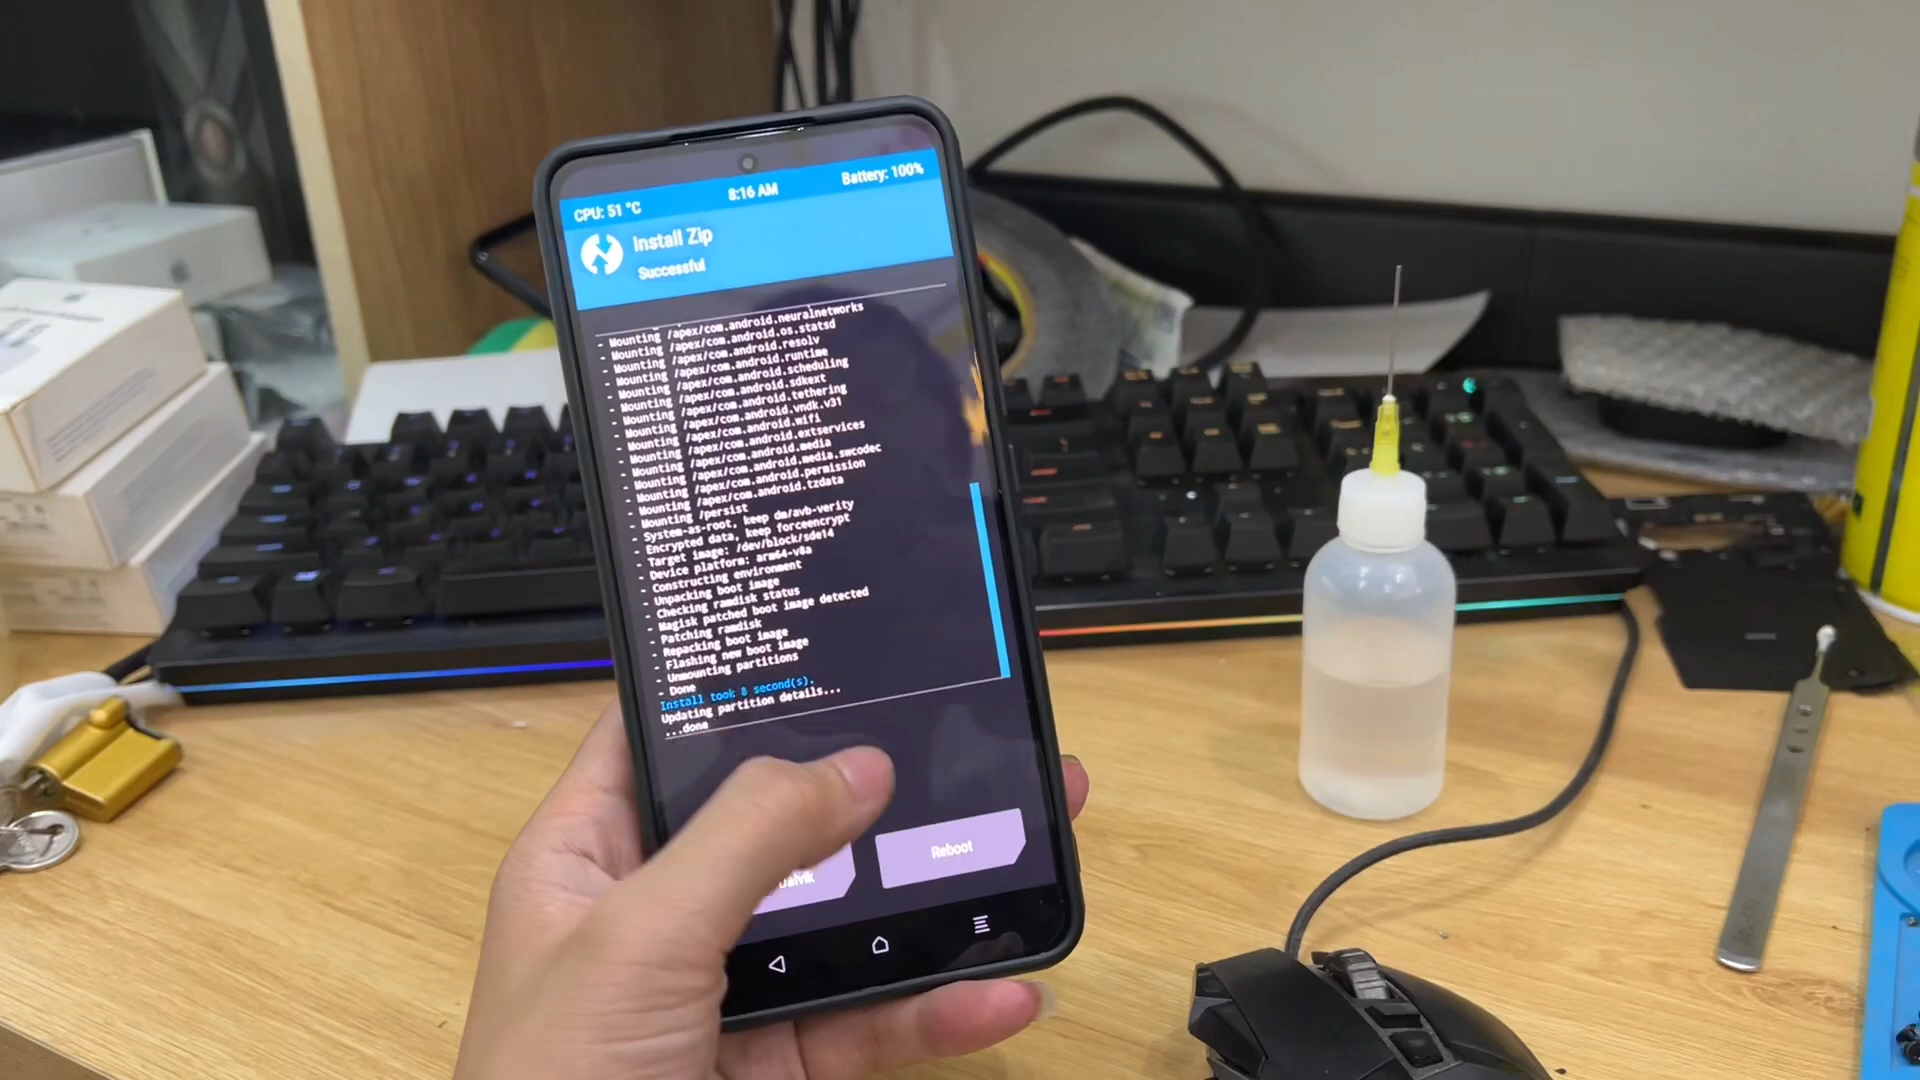 CPU: 51 °C
8:16 AM
Battery: 100%
Install Zip
Successful
- Mounting /apex/com.android.neuralnetworks
- Mounting /apex/com.android.os.statsd
- Mounting /apex/com.android.resolv
- Mounting /apex/com.android.runtime
- Mounting /apex/com.android.scheduling
- Mounting /apex/com.android.sdkext
- Mounting /apex/com.android.tethering
- Mounting /apex/com.android.vndk.v31
- Mounting /apex/com.android.wifi
- Mounting /apex/com.android.extservices
- Mounting /apex/com.android.media
- Mounting /apex/com.android.media.swcodec
- Mounting /apex/com.android.permission
- Mounting /apex/com.android.tzdata
- Mounting /persist
- System-as-root, keep dm/avb-verity
- Encrypted data, keep forceencrypt
- Target image: /dev/block/sde14
- Device platform: arm64-v8a
- Constructing environment
- Unpacking boot image
- Checking ramdisk status
- Magisk patched boot image detected
- Patching ramdisk
- Repacking boot image
- Flashing new boot image
- Unmounting partitions
- Done
Install took 8 second(s).
Updating partition details...
...done
Dalvik
Reboot